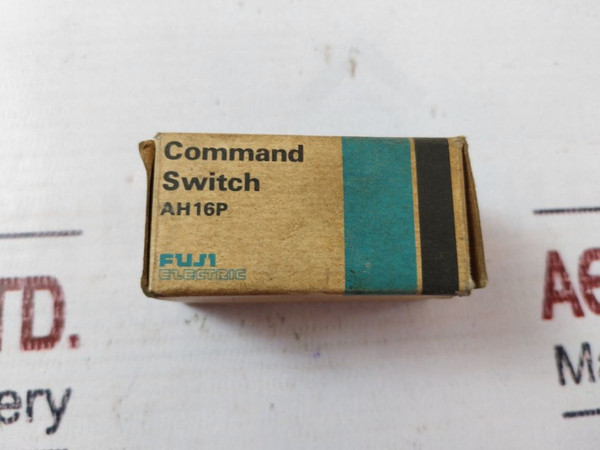 Command
Switch
AH16P
FUJI
ELECTRIC
TD.
ery
A
Ma